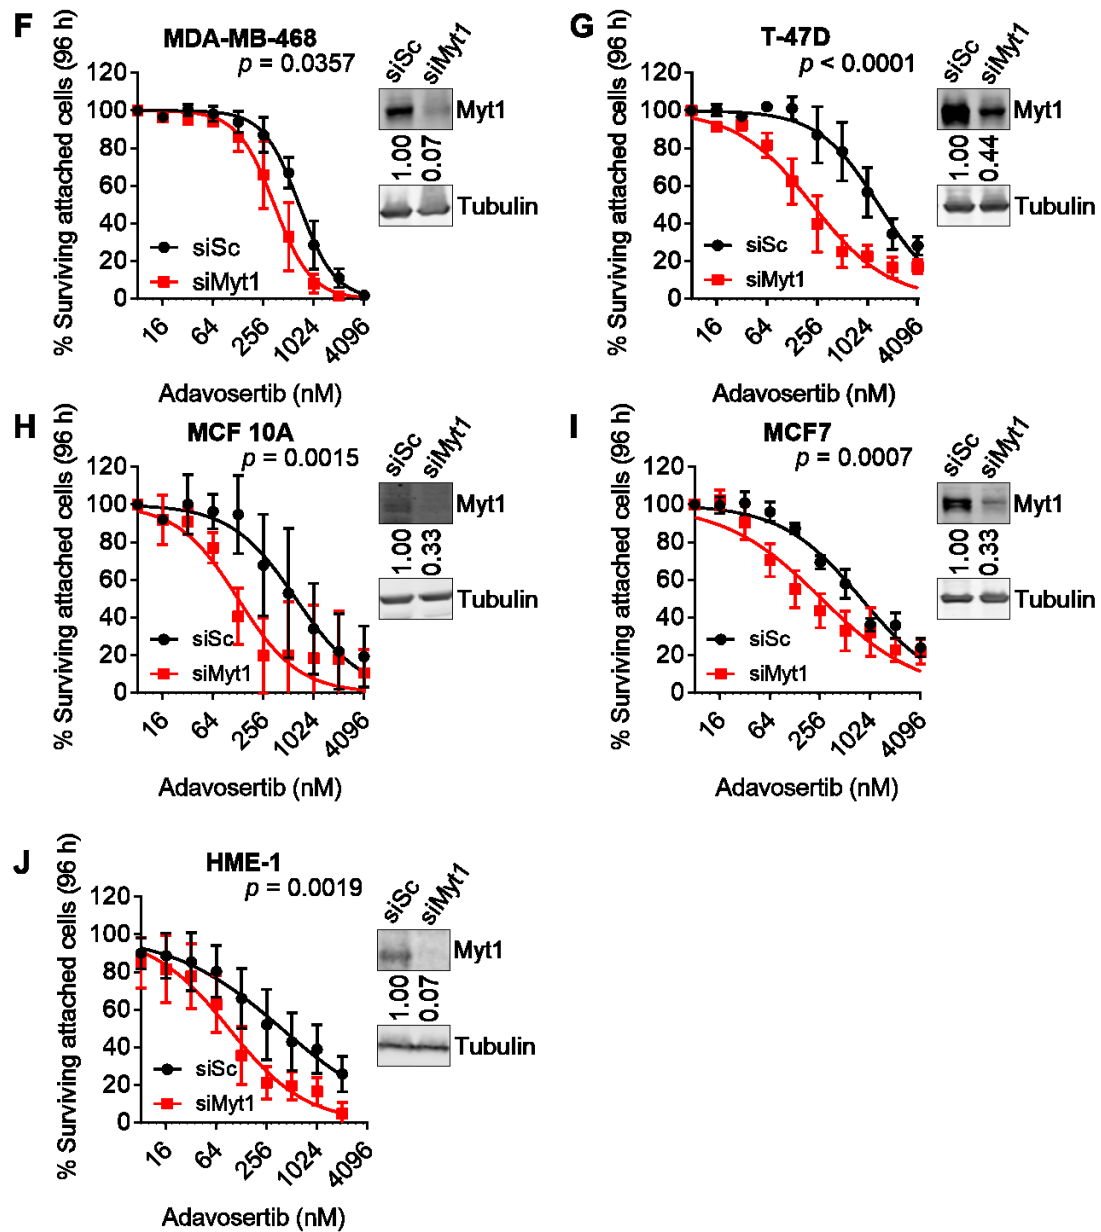 F
MDA-MB-468
p = 0.0357
% Surviving attached cells (96 h)
120
100
80
60
40
20
0
siSc
siMyt1
16
64
256
1024
4096
Adavosertib (nM)
siSc
siMyt1
Myt1
1.00
0.07
Tubulin
G
T-47D
p < 0.0001
% Surviving attached cells (96 h)
120
100
80
60
40
20
0
siSc
siMyt1
16
64
256
1024
4096
Adavosertib (nM)
siSc
siMyt1
Myt1
1.00
0.44
Tubulin
H
MCF 10A
p = 0.0015
% Surviving attached cells (96 h)
120
100
80
60
40
20
0
siSc
siMyt1
16
64
256
1024
4096
Adavosertib (nM)
siSc
siMyt1
Myt1
1.00
0.33
Tubulin
I
MCF7
p = 0.0007
% Surviving attached cells (96 h)
120
100
80
60
40
20
0
siSc
siMyt1
16
64
256
1024
4096
Adavosertib (nM)
siSc
siMyt1
Myt1
1.00
0.33
Tubulin
J
HME-1
p = 0.0019
% Surviving attached cells (96 h)
120
100
80
60
40
20
0
siSc
siMyt1
16
64
256
1024
4096
Adavosertib (nM)
siSc
siMyt1
Myt1
1.00
0.07
Tubulin